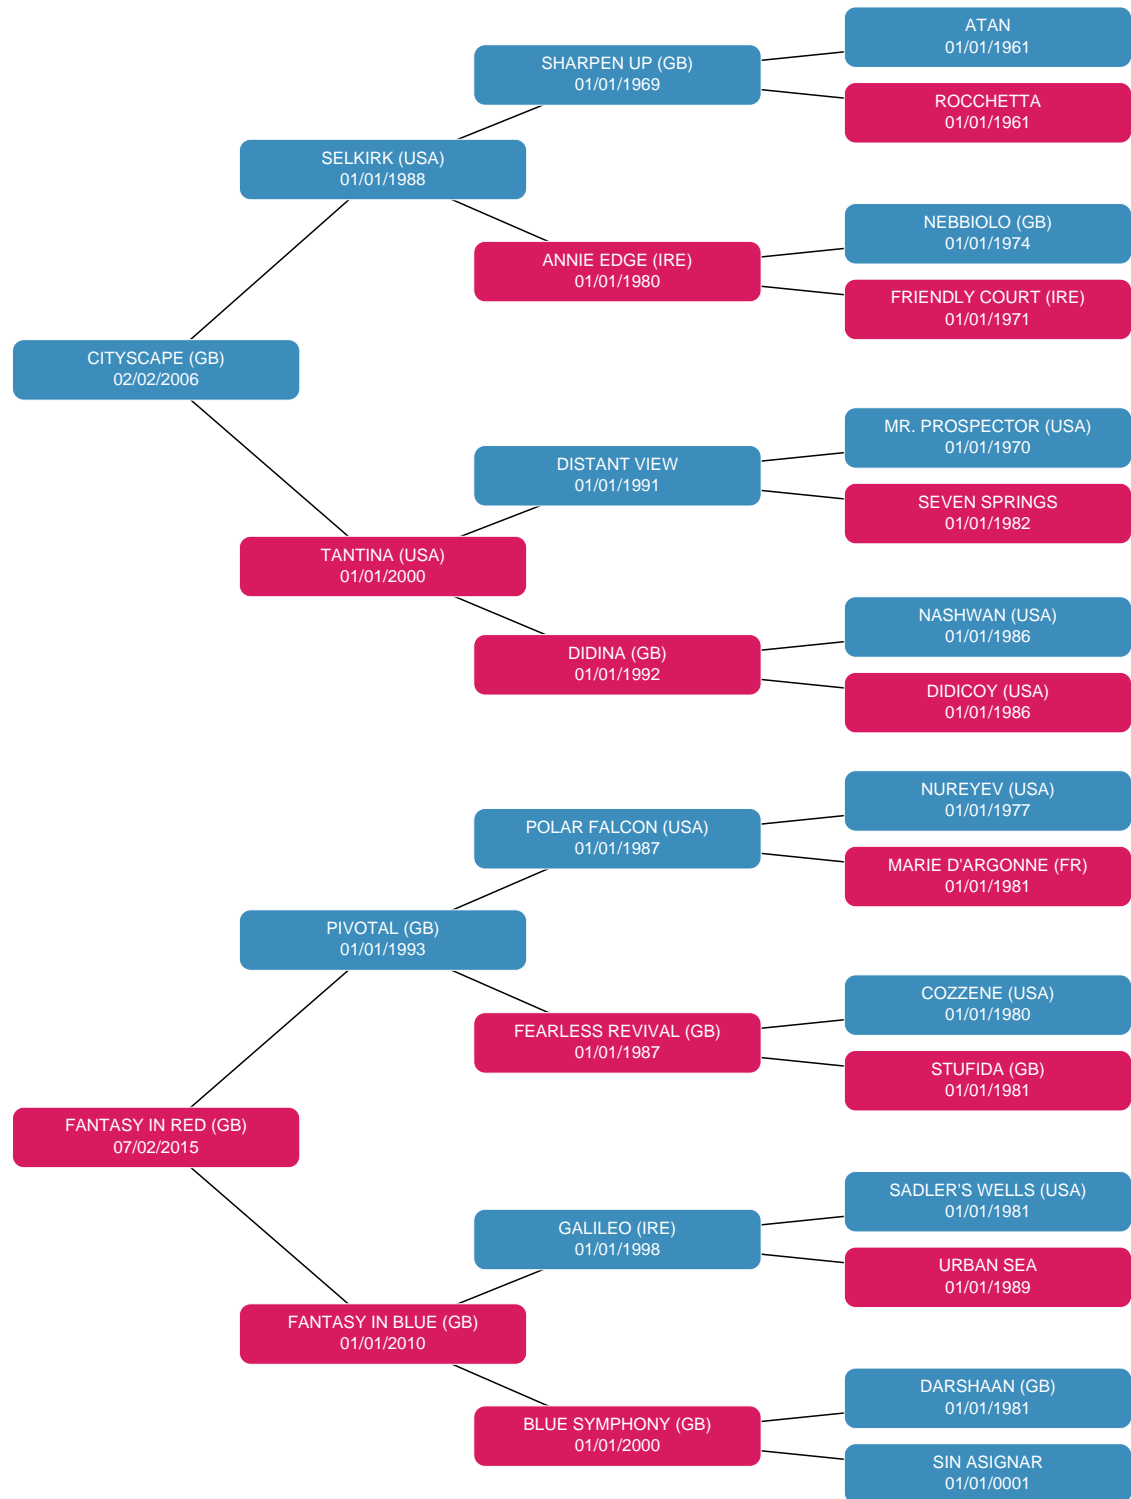 ATAN
01/01/1961
SHARPEN UP (GB)
01/01/1969
ROCCHETTA
01/01/1961
SELKIRK (USA)
01/01/1988
NEBBIOLO (GB)
01/01/1974
ANNIE EDGE (IRE)
01/01/1980
FRIENDLY COURT (IRE)
01/01/1971
CITYSCAPE (GB)
02/02/2006
MR. PROSPECTOR (USA)
01/01/1970
DISTANT VIEW
01/01/1991
SEVEN SPRINGS
01/01/1982
TANTINA (USA)
01/01/2000
NASHWAN (USA)
01/01/1986
DIDINA (GB)
01/01/1992
DIDICOY (USA)
01/01/1986
NUREYEV (USA)
01/01/1977
POLAR FALCON (USA)
01/01/1987
MARIE D'ARGONNE (FR)
01/01/1981
PIVOTAL (GB)
01/01/1993
COZZENE (USA)
01/01/1980
FEARLESS REVIVAL (GB)
01/01/1987
STUFIDA (GB)
01/01/1981
FANTASY IN RED (GB)
07/02/2015
SADLER'S WELLS (USA)
01/01/1981
GALILEO (IRE)
01/01/1998
URBAN SEA
01/01/1989
FANTASY IN BLUE (GB)
01/01/2010
DARSHAAN (GB)
01/01/1981
BLUE SYMPHONY (GB)
01/01/2000
SIN ASIGNAR
01/01/0001